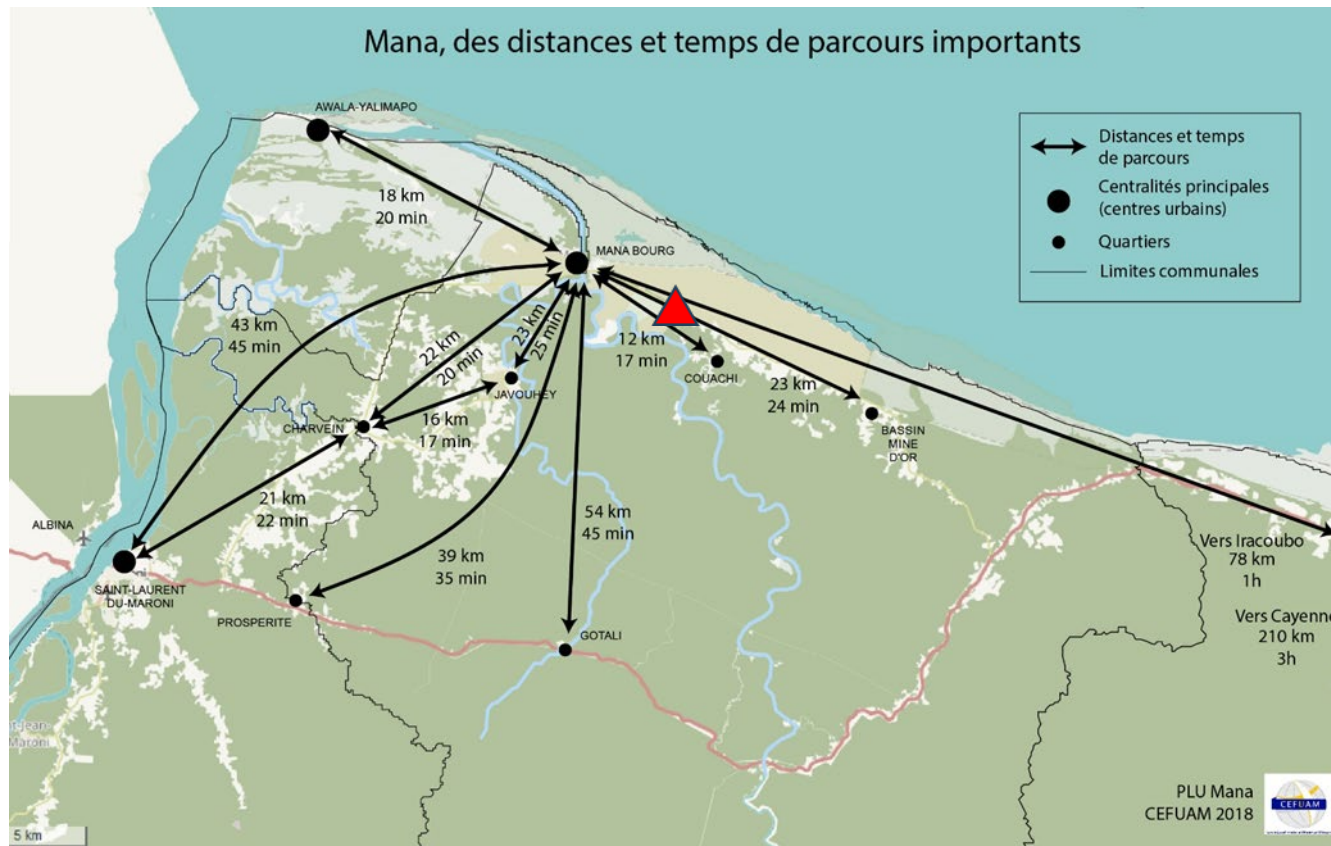 Mana, des distances et temps de parcours importants
AWALA-YALIMAPO
Distances et temps
de parcours
Centralités principales
(centres urbains)
Quartiers
Limites communales
18 km
20 min
MANA BOURG
43 km
45 min
22 km
20 min
23 km
25 min
12 km
17 min
COUACHI
JAVOUHEY
23 km
24 min
16 km
17 min
CHARVEIN
BASSIN
MINE
D'OR
21 km
22 min
54 km
45 min
ALBINA
39 km
35 min
Vers Iracoubo
78 km
1h
SAINT-LAURENT
DU-MARONI
PROSPERITE
GOTALI
Vers Cayenne
210 km
3h
t-Jean-
Maroni
PLU Mana
CEFUAM 2018
CEFUAM
5 km